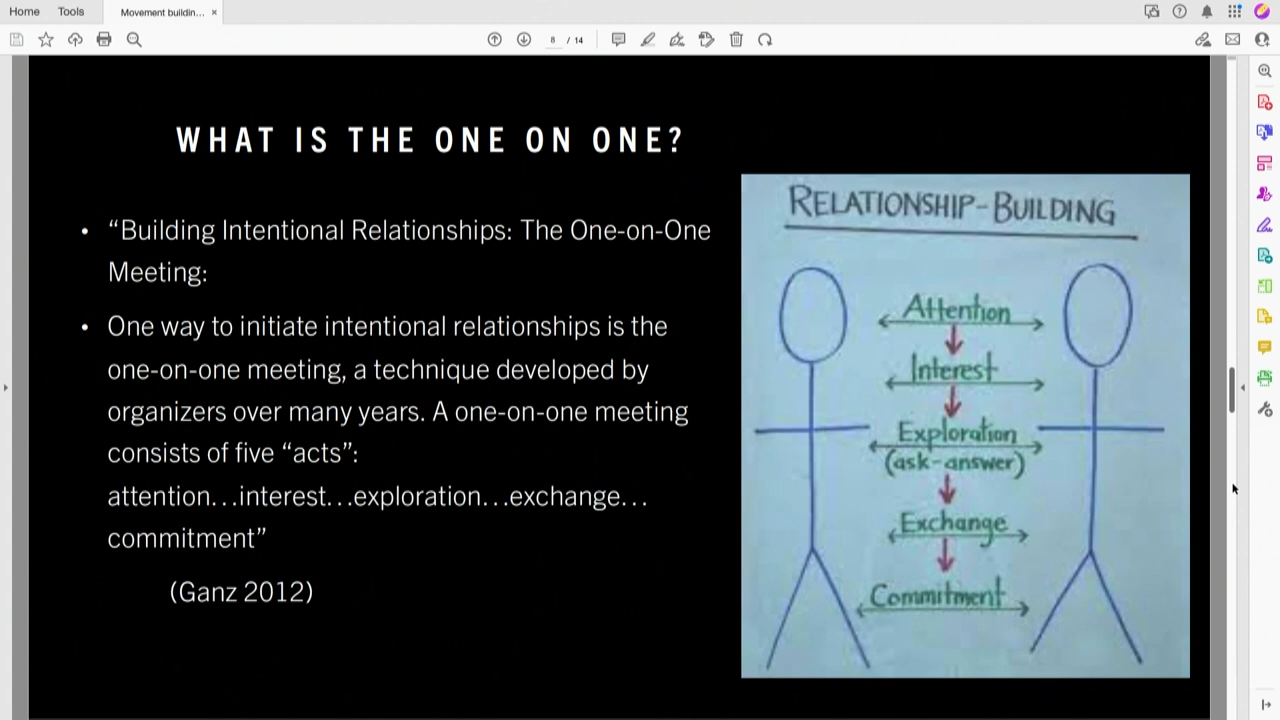 Home Tools Movement buildin... ×
8 / 14
WHAT IS THE ONE ON ONE?
• “Building Intentional Relationships: The One-on-One
Meeting:
• One way to initiate intentional relationships is the
one-on-one meeting, a technique developed by
organizers over many years. A one-on-one meeting
consists of five “acts”:
attention...interest...exploration...exchange...
commitment”
(Ganz 2012)
RELATIONSHIP-BUILDING
Attention
Interest
Exploration
(ask-answer)
Exchange
Commitment